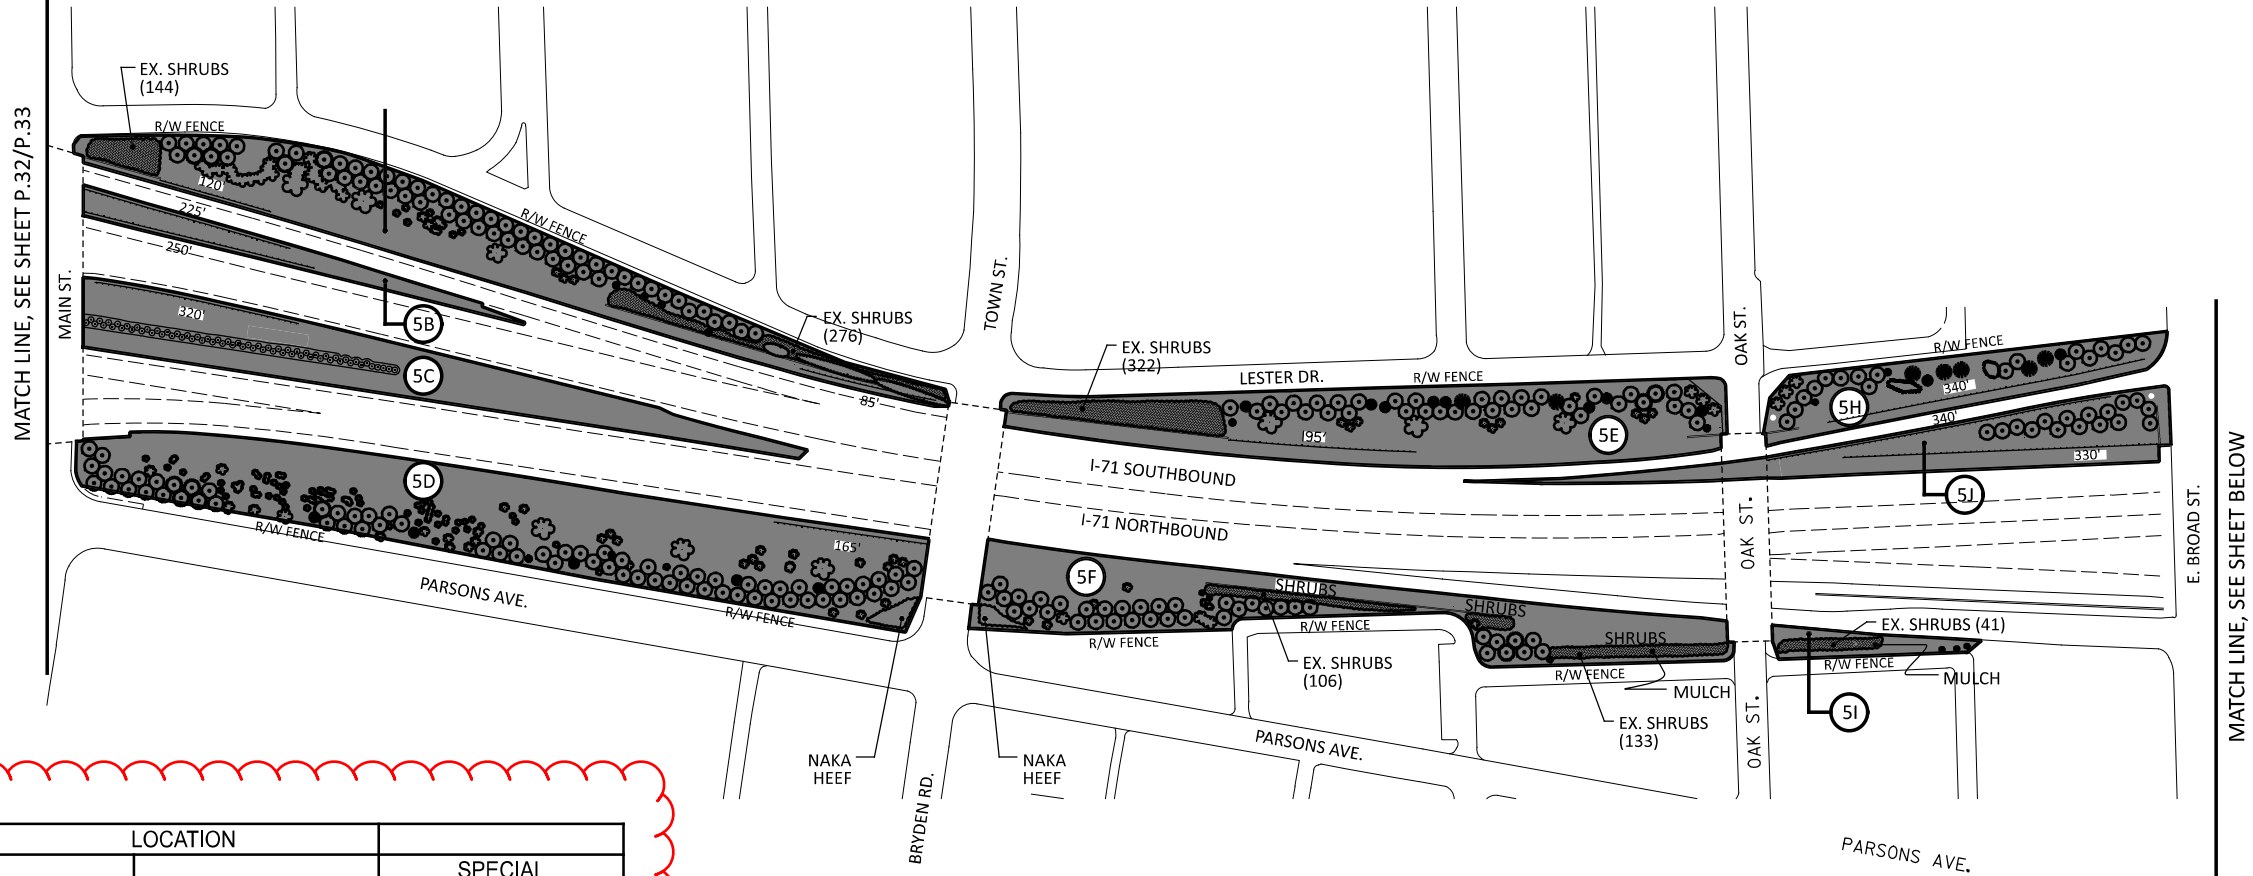 MATCH LINE, SEE SHEET P.32/P.33
EX. SHRUBS
(144)
R/W FENCE
120'
225'
250'
MAIN ST.
320'
5B
5C
R/W FENCE
EX. SHRUBS
(276)
85'
TOWN ST.
EX. SHRUBS
(322)
LESTER DR.
R/W FENCE
195'
5E
OAK ST.
R/W FENCE
340'
5H
340'
330'
5J
I-71 SOUTHBOUND
I-71 NORTHBOUND
OAK ST.
E. BROAD ST.
MATCH LINE, SEE SHEET BELOW
5D
R/W FENCE
165'
PARSONS AVE.
R/W FENCE
5F
SHRUBS
SHRUBS
SHRUBS
R/W FENCE
R/W FENCE
EX. SHRUBS
(106)
R/W FENCE
MULCH
EX. SHRUBS
(133)
EX. SHRUBS (41)
R/W FENCE
MULCH
5I
OAK ST.
PARSONS AVE.
NAKA
HEEF
NAKA
HEEF
BRYDEN RD.
PARSONS AVE.
LOCATION
SPECIAL